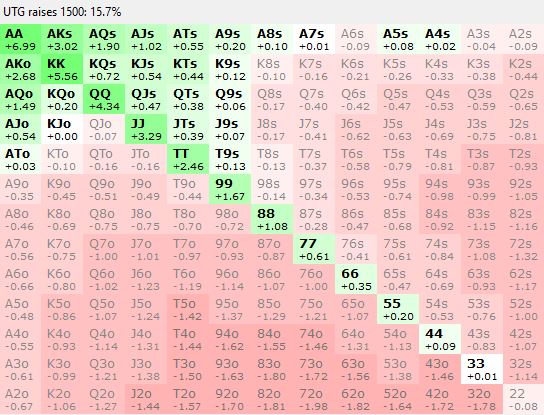 UTG raises 1500: 15.7%
AA AKs AQs AJs ATs A9s A8s A7s A6s A5s A4s A3s A2s
+6.99 +3.02 +1.90 +1.02 +0.55 +0.20 +0.10 +0.01 -0.09 +0.08 +0.02 -0.04 -0.09
AKo KK KQs KJs KTs K9s K8s K7s K6s K5s K4s K3s K2s
+2.68 +5.56 +0.72 +0.54 +0.44 +0.12 -0.10 -0.16 -0.21 -0.26 -0.33 -0.38 -0.44
AQo KQo QQ QJs QTs Q9s Q8s Q7s Q6s Q5s Q4s Q3s Q2s
+1.49 +0.20 +4.34 +0.47 +0.38 +0.06 -0.17 -0.40 -0.42 -0.47 -0.53 -0.59 -0.65
AJo KJo QJo JJ JTs J9s J8s J7s J6s J5s J4s J3s J2s
+0.54 +0.00 -0.07 +3.29 +0.39 +0.07 -0.17 -0.41 -0.62 -0.63 -0.69 -0.75 -0.81
ATo KTo QTo JTo TT T9s T8s T7s T6s T5s T4s T3s T2s
+0.03 -0.10 -0.16 -0.16 +2.46 +0.13 -0.13 -0.37 -0.58 -0.79 -0.81 -0.87 -0.93
A9o K9o Q9o J9o T9o 99 98s 97s 96s 95s 94s 93s 92s
-0.35 -0.45 -0.51 -0.49 -0.44 +1.67 -0.14 -0.34 -0.53 -0.74 -0.98 -0.99 -1.05
A8o K8o Q8o J8o T8o 98o 88 87s 86s 85s 84s 83s 82s
-0.46 -0.69 -0.75 -0.75 -0.70 -0.72 +1.08 -0.28 -0.47 -0.68 -0.92 -1.15 -1.16
A7o K7o Q7o J7o T7o 97o 87o 77 76s 75s 74s 73s 72s
-0.56 -0.75 -1.00 -1.01 -0.97 -0.93 -0.87 +0.61 -0.41 -0.61 -0.84 -1.08 -1.32
A6o K6o Q6o J6o T6o 96o 86o 76o 66 65s 64s 63s 62s
-0.66 -0.80 -1.02 -1.23 -1.19 -1.14 -1.07 -1.00 +0.35 -0.47 -0.69 -0.93 -1.17
A5o K5o Q5o J5o T5o 95o 85o 75o 65o 55 54s 53s 52s
-0.48 -0.86 -1.07 -1.24 -1.42 -1.37 -1.29 -1.21 -1.07 +0.20 -0.53 -0.76 -1.00
A4o K4o Q4o J4o T4o 94o 84o 74o 64o 54o 44 43s 42s
-0.55 -0.93 -1.14 -1.31 -1.44 -1.62 -1.55 -1.46 -1.31 -1.13 +0.09 -0.83 -1.07
A3o K3o Q3o J3o T3o 93o 83o 73o 63o 53o 43o 33 32s
-0.61 -0.99 -1.21 -1.38 -1.50 -1.63 -1.80 -1.72 -1.56 -1.38 -1.46 +0.01 -1.14
A2o K2o Q2o J2o T2o 92o 82o 72o 62o 52o 42o 32o 22
-0.67 -1.06 -1.27 -1.44 -1.57 -1.70 -1.81 -1.98 -1.82 -1.64 -1.72 -1.78 -0.08